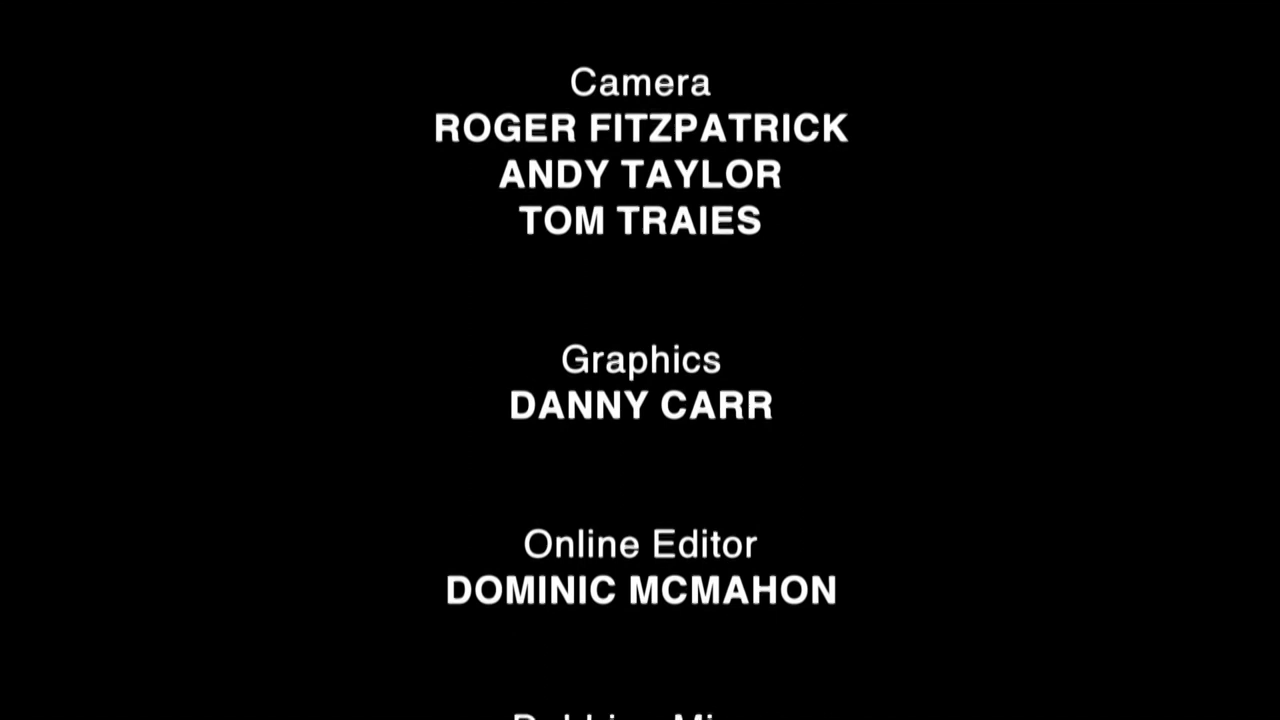 Camera
ROGER FITZPATRICK
ANDY TAYLOR
TOM TRAIES
Graphics
DANNY CARR
Online Editor
DOMINIC MCMAHON